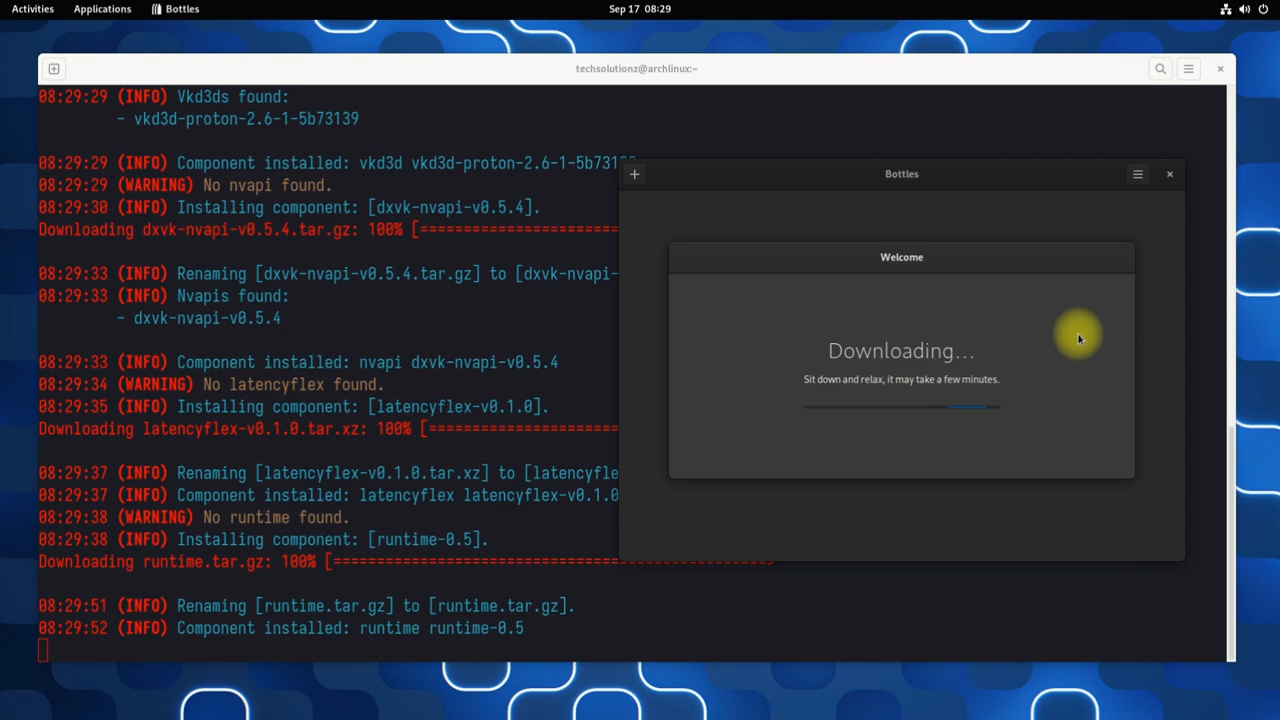 Activities Applications Bottles Sep 17 08:29
techsolutionz@archlinux:~
08:29:29 (INFO) Vkd3ds found:
- vkd3d-proton-2.6-1-5b73139
08:29:29 (INFO) Component installed: vkd3d vkd3d-proton-2.6-1-5b73139
08:29:29 (WARNING) No nvapi found.
08:29:30 (INFO) Installing component: [dxvk-nvapi-v0.5.4].
Downloading dxvk-nvapi-v0.5.4.tar.gz: 100% [=======================
08:29:33 (INFO) Renaming [dxvk-nvapi-v0.5.4.tar.gz] to [dxvk-nvapi-
08:29:33 (INFO) Nvapis found:
- dxvk-nvapi-v0.5.4
08:29:33 (INFO) Component installed: nvapi dxvk-nvapi-v0.5.4
08:29:34 (WARNING) No latencyflex found.
08:29:35 (INFO) Installing component: [latencyflex-v0.1.0].
Downloading latencyflex-v0.1.0.tar.xz: 100% [======================
08:29:37 (INFO) Renaming [latencyflex-v0.1.0.tar.xz] to [latencyfle
08:29:37 (INFO) Component installed: latencyflex latencyflex-v0.1.0
08:29:38 (WARNING) No runtime found.
08:29:38 (INFO) Installing component: [runtime-0.5].
Downloading runtime.tar.gz: 100% [==================================================>
08:29:51 (INFO) Renaming [runtime.tar.gz] to [runtime.tar.gz].
08:29:52 (INFO) Component installed: runtime runtime-0.5
Bottles
Welcome
Downloading...
Sit down and relax, it may take a few minutes.